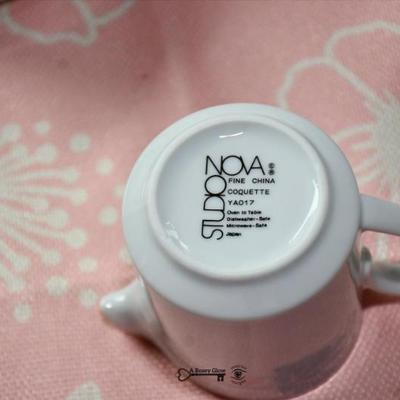 STUDIO NOVA ©®
FINE CHINA
COQUETTE
YA017
Oven to Table
Dishwasher-Safe
Microwave-Safe
Japan
A Rosey Glow